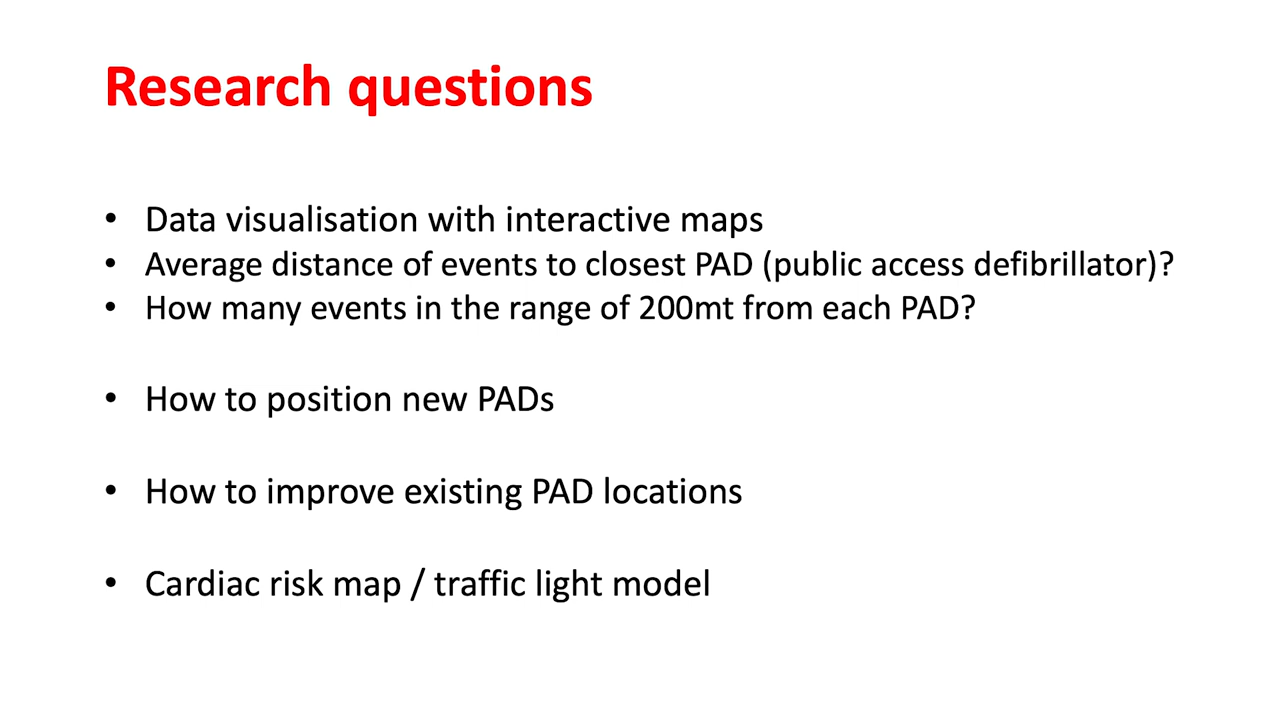 Research questions
• Data visualisation with interactive maps
• Average distance of events to closest PAD (public access defibrillator)?
• How many events in the range of 200mt from each PAD?
• How to position new PADs
• How to improve existing PAD locations
• Cardiac risk map / traffic light model